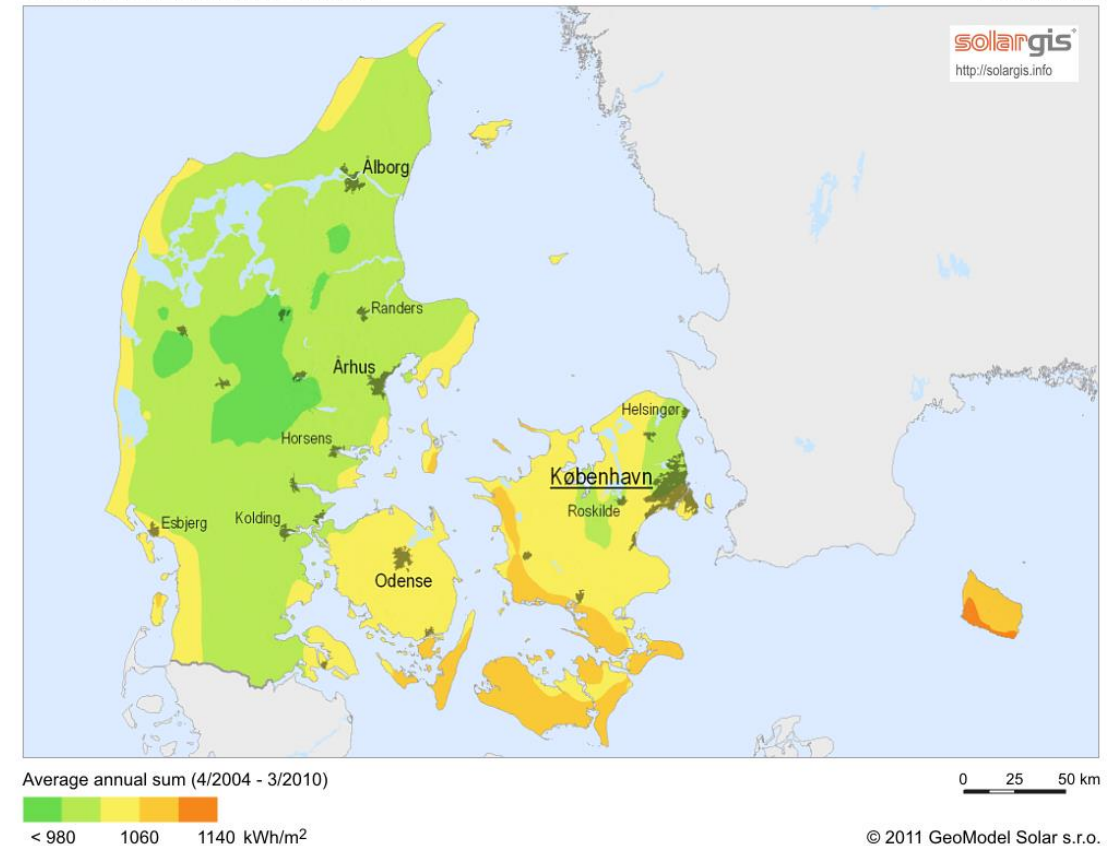 solargis
http://solargis.info
Ålborg
Randers
Århus
Helsingør
Horsens
København
Roskilde
Esbjerg
Kolding
Odense
Average annual sum (4/2004 - 3/2010)
0 25 50 km
< 980 1060 1140 kWh/m2
© 2011 GeoModel Solar s.r.o.